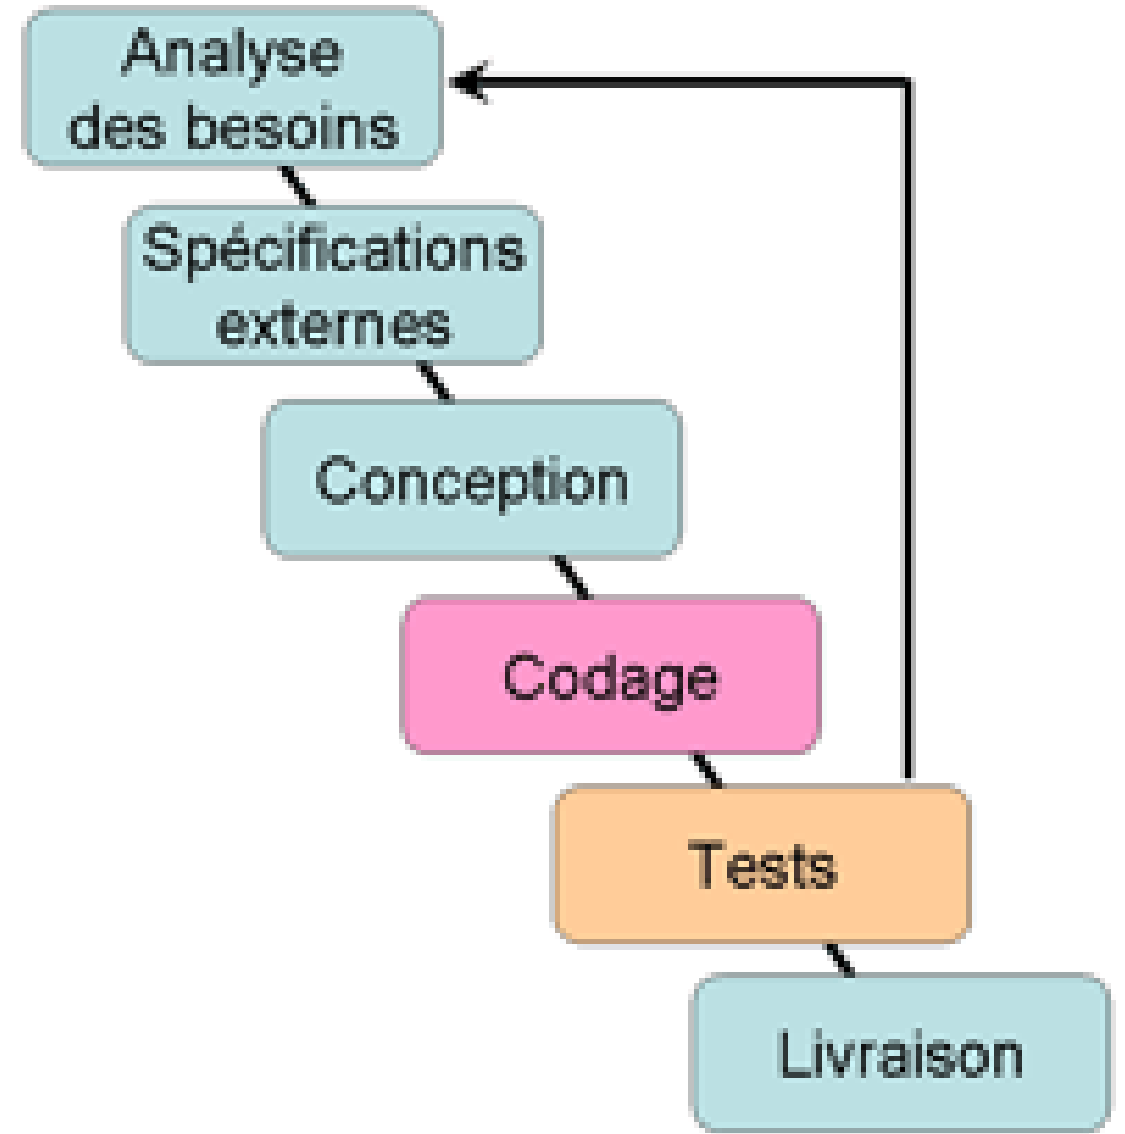 Analyse
des besoins
Spécifications
externes
Conception
Codage
Tests
Livraison